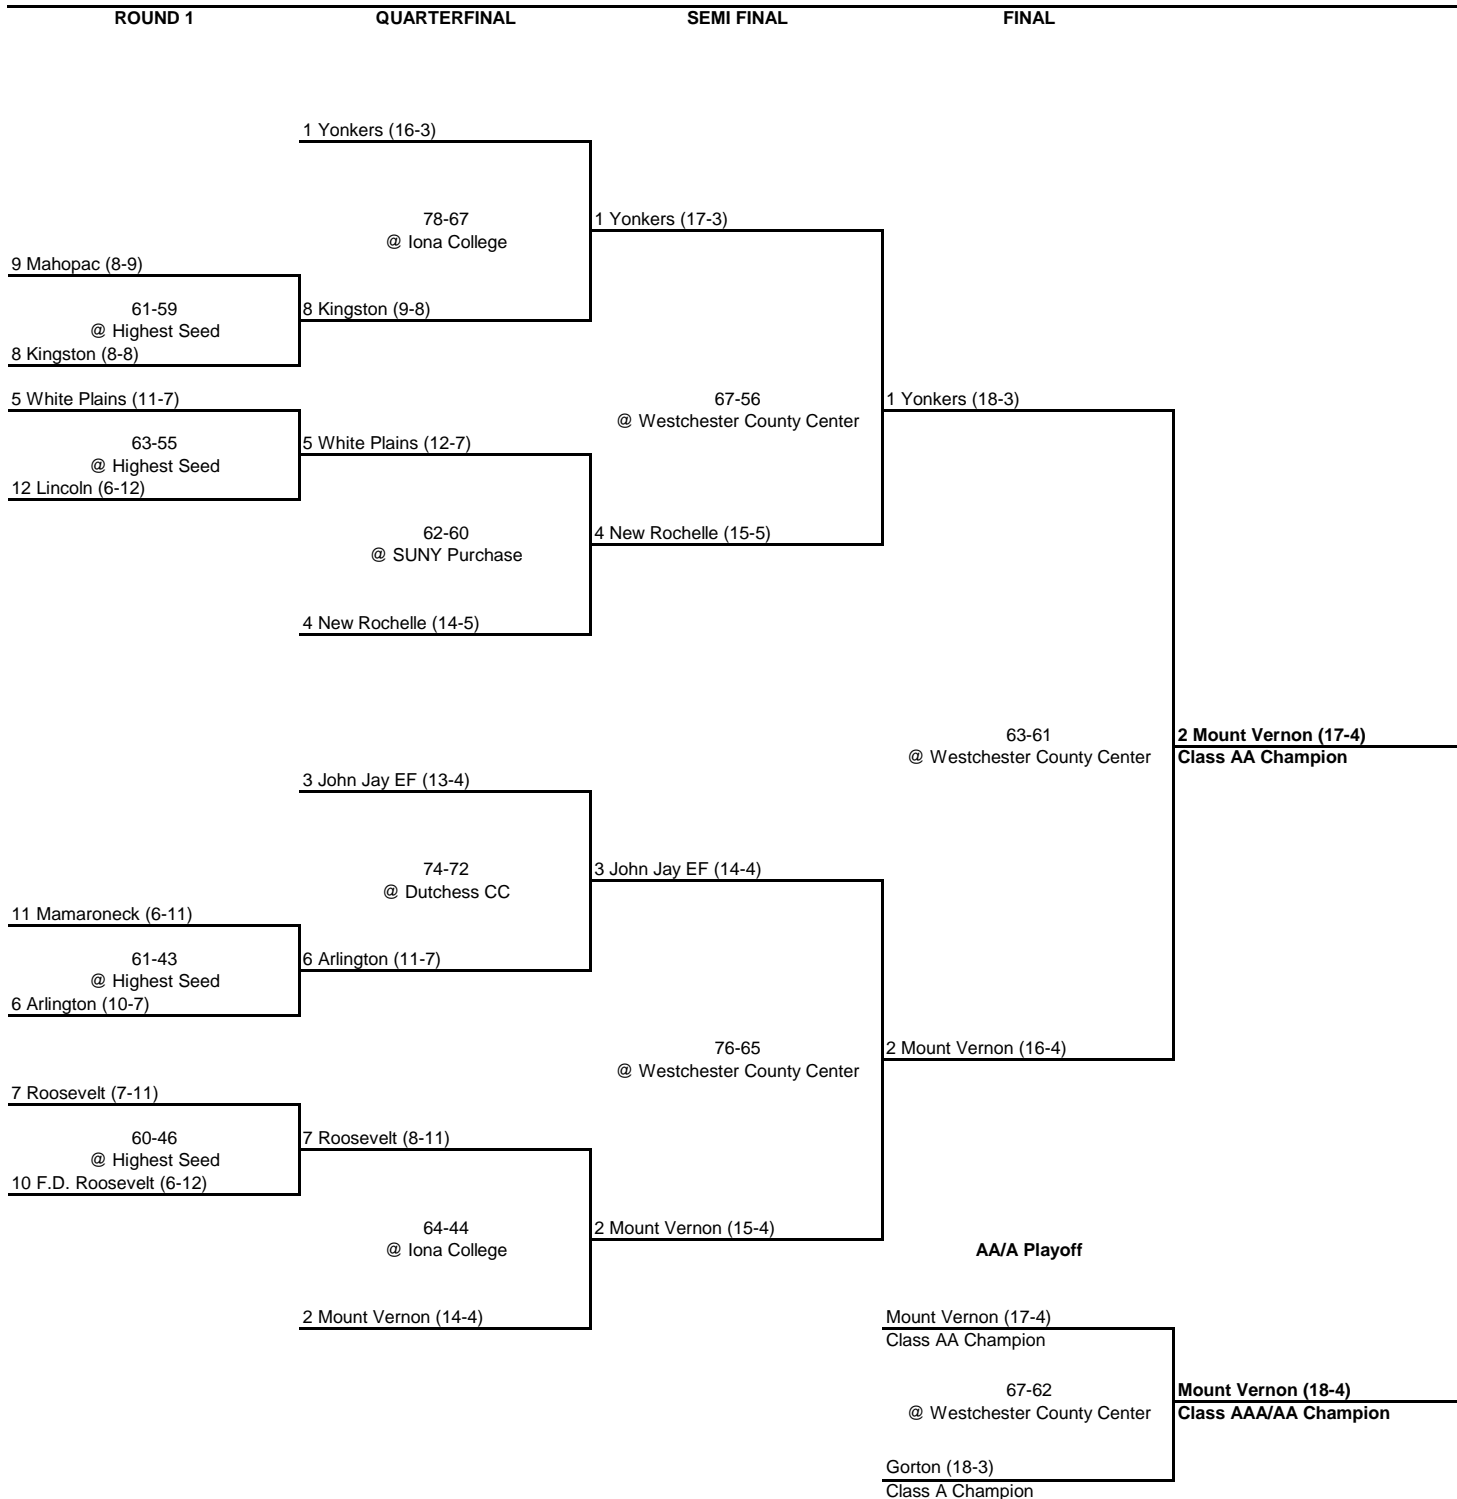 ROUND 1 QUARTERFINAL SEMI FINAL FINAL
1 Yonkers (16-3)
78-67
@ Iona College
1 Yonkers (17-3)
9 Mahopac (8-9)
61-59
@ Highest Seed
8 Kingston (9-8)
8 Kingston (8-8)
5 White Plains (11-7)
67-56
@ Westchester County Center
1 Yonkers (18-3)
63-55
@ Highest Seed
5 White Plains (12-7)
12 Lincoln (6-12)
62-60
@ SUNY Purchase
4 New Rochelle (15-5)
4 New Rochelle (14-5)
63-61
@ Westchester County Center
2 Mount Vernon (17-4)
Class AA Champion
3 John Jay EF (13-4)
74-72
@ Dutchess CC
3 John Jay EF (14-4)
11 Mamaroneck (6-11)
61-43
@ Highest Seed
6 Arlington (11-7)
6 Arlington (10-7)
76-65
@ Westchester County Center
2 Mount Vernon (16-4)
7 Roosevelt (7-11)
60-46
@ Highest Seed
7 Roosevelt (8-11)
10 F.D. Roosevelt (6-12)
64-44
@ Iona College
2 Mount Vernon (15-4)
AA/A Playoff
2 Mount Vernon (14-4)
Mount Vernon (17-4)
Class AA Champion
67-62
@ Westchester County Center
Mount Vernon (18-4)
Class AAA/AA Champion
Gorton (18-3)
Class A Champion